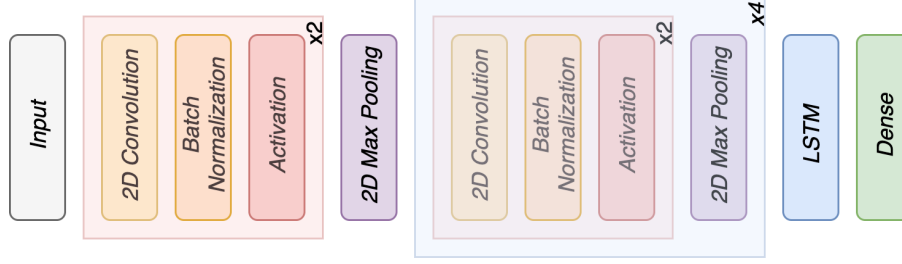 Input
2D Convolution
Batch
Normalization
Activation
x2
2D Max Pooling
2D Convolution
Batch
Normalization
Activation
x2
2D Max Pooling
x4
LSTM
Dense